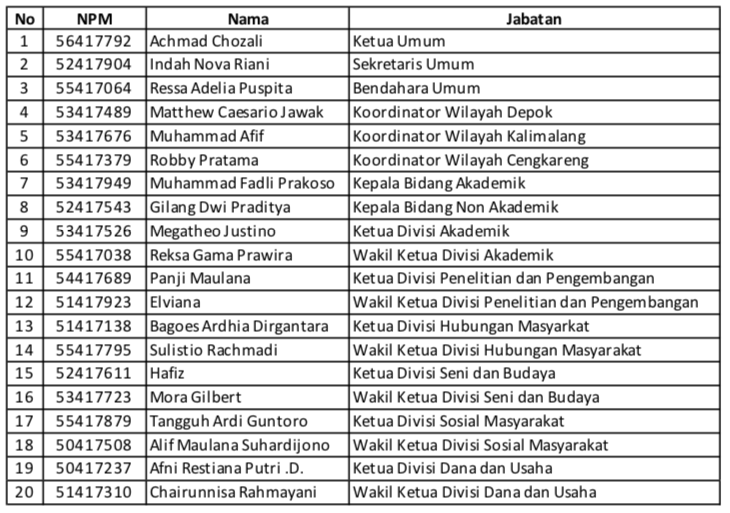 No NPM Nama Jabatan
1 56417792 Achmad Chozali Ketua Umum
2 52417904 Indah Nova Riani Sekretaris Umum
3 55417064 Ressa Adelia Puspita Bendahara Umum
4 53417489 Matthew Caesario Jawak Koordinator Wilayah Depok
5 53417676 Muhammad Afif Koordinator Wilayah Kalimalang
6 55417379 Robby Pratama Koordinator Wilayah Cengkareng
7 53417949 Muhammad Fadli Prakoso Kepala Bidang Akademik
8 52417543 Gilang Dwi Praditya Kepala Bidang Non Akademik
9 53417526 Megatheo Justino Ketua Divisi Akademik
10 55417038 Reksa Gama Prawira Wakil Ketua Divisi Akademik
11 54417689 Panji Maulana Ketua Divisi Penelitian dan Pengembangan
12 51417923 Elviana Wakil Ketua Divisi Penelitian dan Pengembangan
13 51417138 Bagoes Ardhia Dirgantara Ketua Divisi Hubungan Masyarkat
14 55417795 Sulistio Rachmadi Wakil Ketua Divisi Hubungan Masyarakat
15 52417611 Hafiz Ketua Divisi Seni dan Budaya
16 53417723 Mora Gilbert Wakil Ketua Divisi Seni dan Budaya
17 55417879 Tangguh Ardi Guntoro Ketua Divisi Sosial Masyarakat
18 50417508 Alif Maulana Suhardijono Wakil Ketua Divisi Sosial Masyarakat
19 50417237 Afni Restiana Putri .D. Ketua Divisi Dana dan Usaha
20 51417310 Chairunnisa Rahmayani Wakil Ketua Divisi Dana dan Usaha